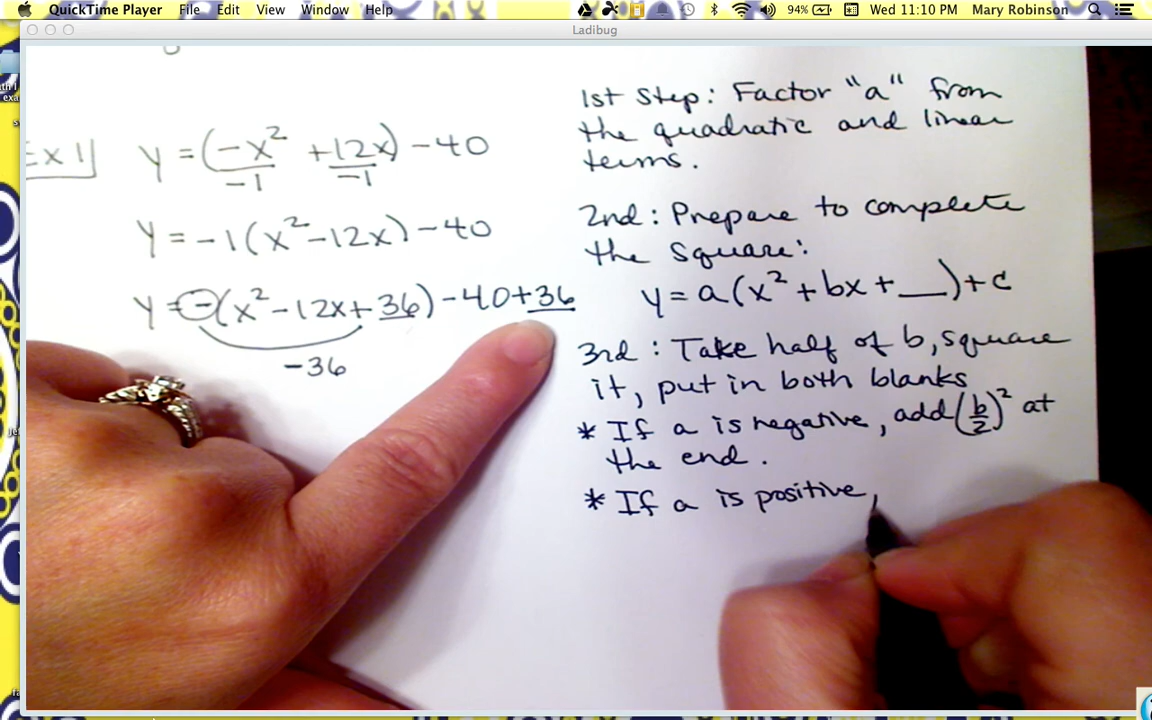 QuickTime Player File Edit View Window Help 94% Wed 11:10 PM Mary Robinson
Ladibug
Ex 1
y = (-x² + 12x) - 40
-1 -1
y = -1(x² - 12x) - 40
y = -(x² - 12x + 36) - 40 + 36
-36
1st Step: Factor "a" from
the quadratic and linear
terms.
2nd: Prepare to complete
the square:
y = a(x² + bx + __) + c
3rd: Take half of b, square
it, put in both blanks
* If a is negative, add (b/2)² at
the end.
* If a is positive,